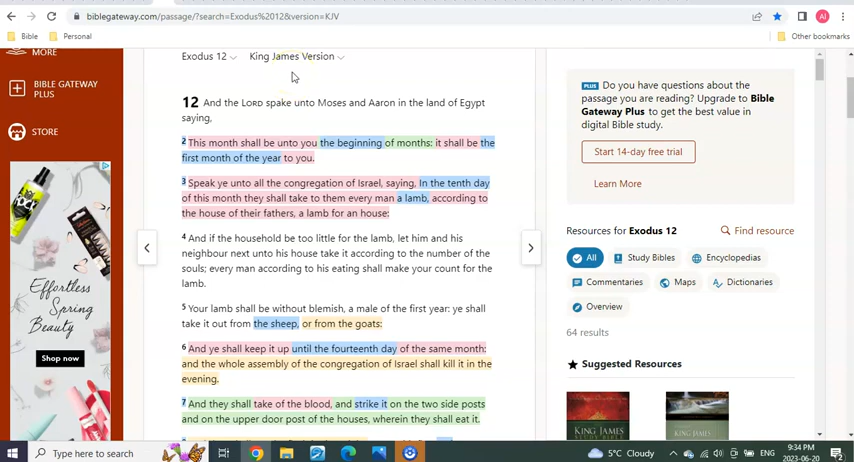 biblegateway.com/passage/?search=Exodus%2012&version=KJV
AI
Bible
Personal
Other bookmarks
MORE
BIBLE GATEWAY
PLUS
STORE
Effortless
Spring
Beauty
Shop now
Exodus 12
King James Version
12 And the LORD spake unto Moses and Aaron in the land of Egypt
saying,
2 This month shall be unto you the beginning of months: it shall be the
first month of the year to you.
3 Speak ye unto all the congregation of Israel, saying, In the tenth day
of this month they shall take to them every man a lamb, according to
the house of their fathers, a lamb for an house:
4 And if the household be too little for the lamb, let him and his
neighbour next unto his house take it according to the number of the
souls; every man according to his eating shall make your count for the
lamb.
5 Your lamb shall be without blemish, a male of the first year: ye shall
take it out from the sheep, or from the goats:
6 And ye shall keep it up until the fourteenth day of the same month:
and the whole assembly of the congregation of Israel shall kill it in the
evening.
7 And they shall take of the blood, and strike it on the two side posts
and on the upper door post of the houses, wherein they shall eat it.
PLUS Do you have questions about the
passage you are reading? Upgrade to Bible
Gateway Plus to get the best value in
digital Bible study.
Start 14-day free trial
Learn More
Resources for Exodus 12
Find resource
All
Study Bibles
Encyclopedias
Commentaries
Maps
Dictionaries
Overview
64 results
Suggested Resources
KING JAMES
KING JAMES
Type here to search
5°C Cloudy
ENG
9:34 PM
2023-06-20
2